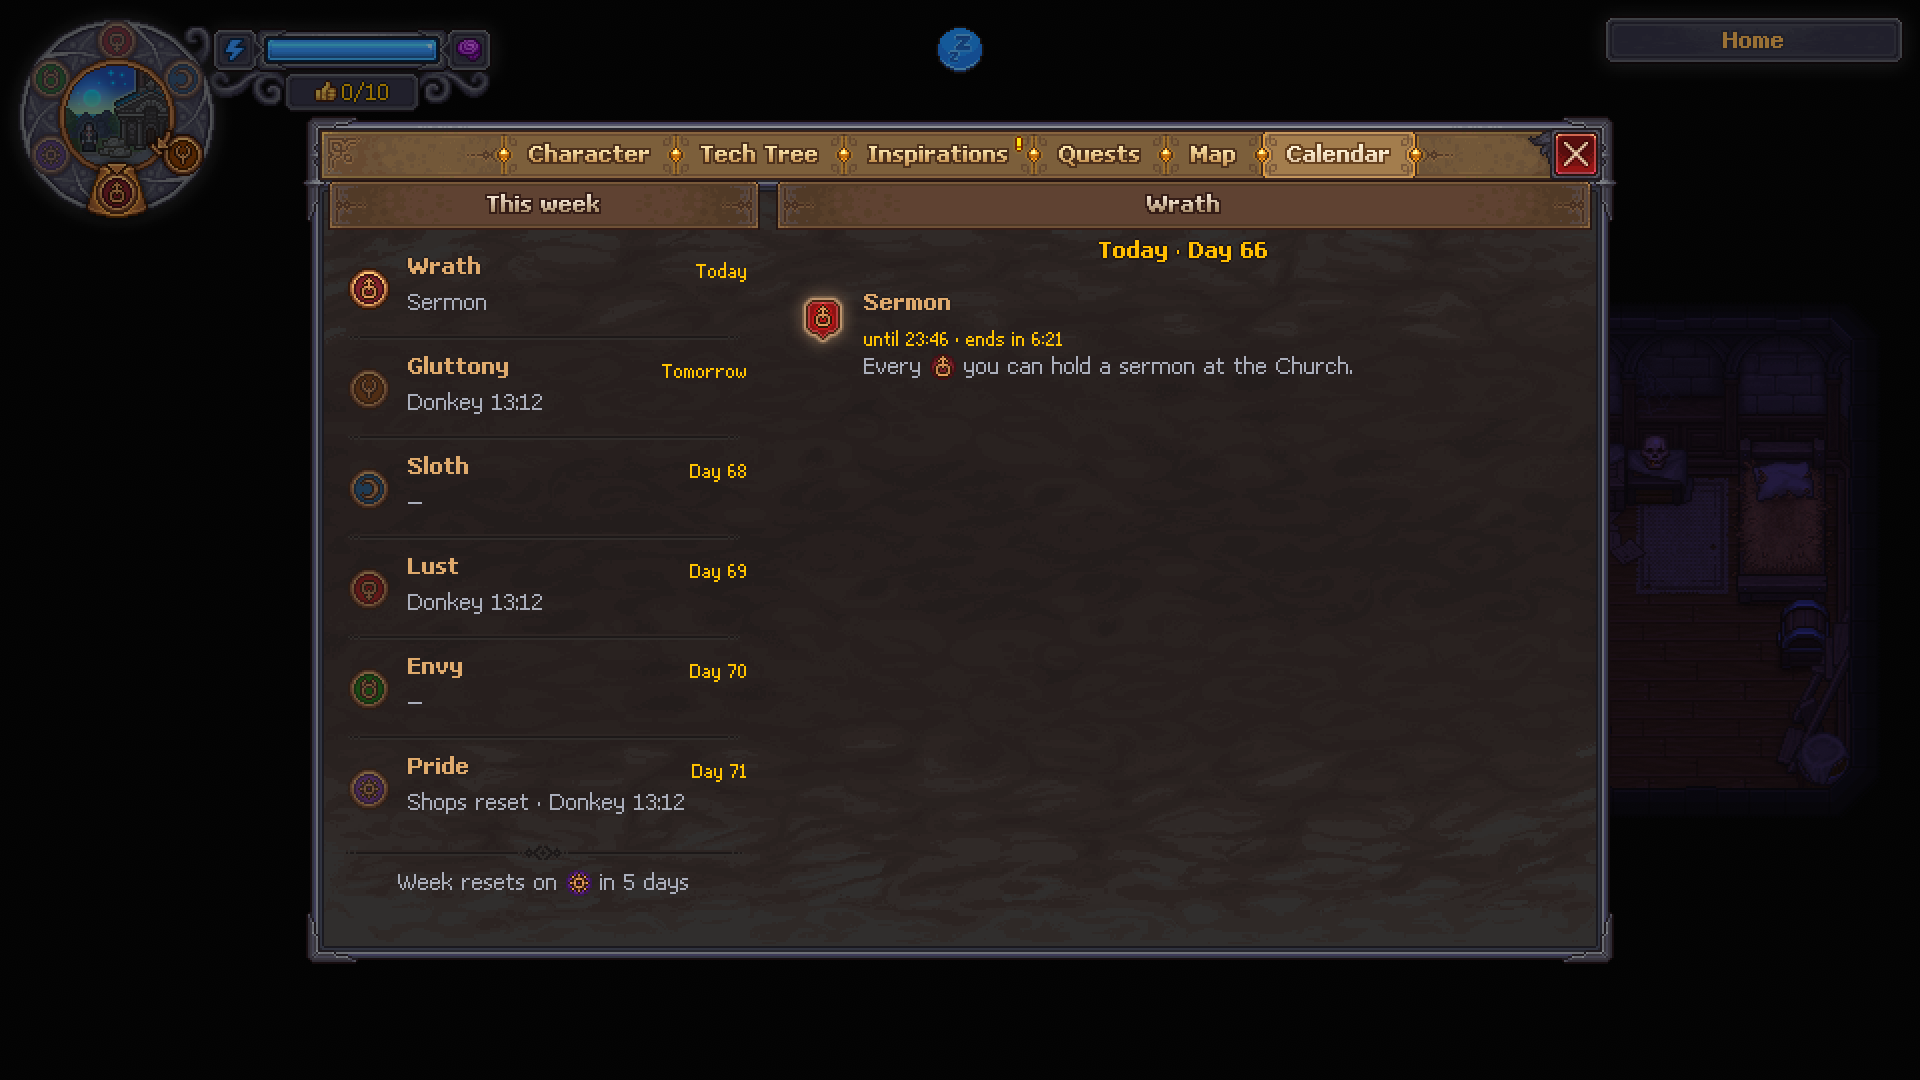 Home
0/10
Character
Tech Tree
Inspirations
Quests
Map
Calendar
This week
Wrath
Today
Sermon
Gluttony
Tomorrow
Donkey 13:12
Sloth
Day 68
—
Lust
Day 69
Donkey 13:12
Envy
Day 70
—
Pride
Day 71
Shops reset · Donkey 13:12
Week resets on in 5 days
Wrath
Today · Day 66
Sermon
until 23:46 · ends in 6:21
Every you can hold a sermon at the Church.